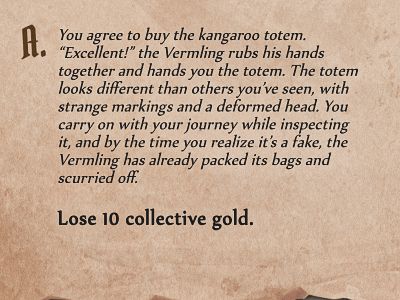 A. You agree to buy the kangaroo totem.
“Excellent!” the Vermling rubs his hands
together and hands you the totem. The totem
looks different than others you’ve seen, with
strange markings and a deformed head. You
carry on with your journey while inspecting
it, and by the time you realize it’s a fake, the
Vermling has already packed its bags and
scurried off.
Lose 10 collective gold.